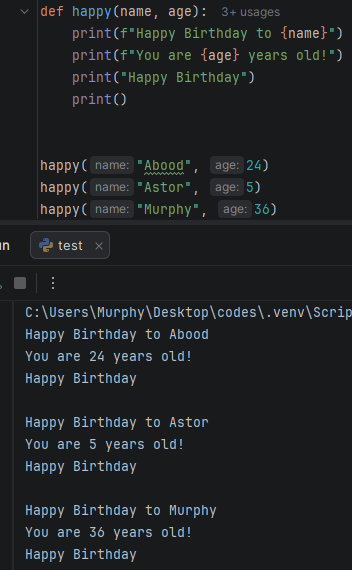 def happy(name, age): 3+ usages
    print(f"Happy Birthday to {name}")
    print(f"You are {age} years old!")
    print("Happy Birthday")
    print()
happy( name: "Abood", age: 24)
happy( name: "Astor", age: 5)
happy( name: "Murphy", age: 36)
test ×
C:\Users\Murphy\Desktop\codes\.venv\Scrip
Happy Birthday to Abood
You are 24 years old!
Happy Birthday
Happy Birthday to Astor
You are 5 years old!
Happy Birthday
Happy Birthday to Murphy
You are 36 years old!
Happy Birthday